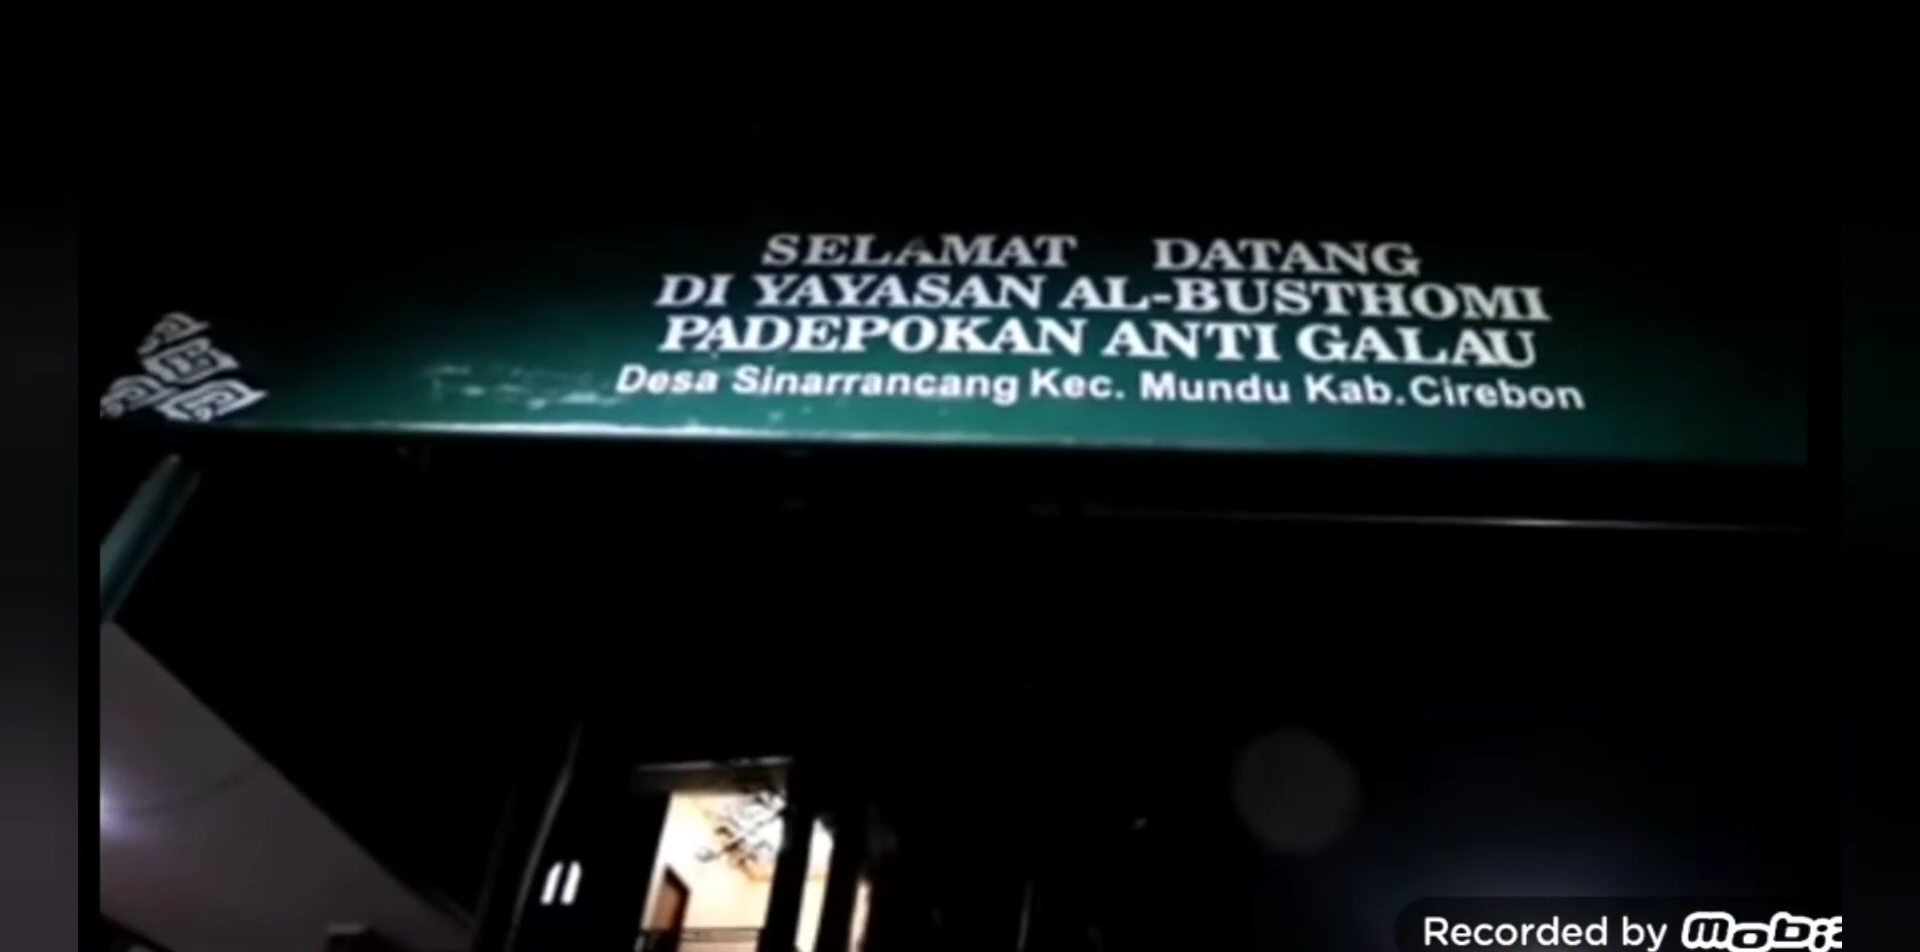 SELAMAT DATANG
DI YAYASAN AL-BUSTHOMI
PADEPOKAN ANTI GALAU
Desa Sinarrancang Kec. Mundu Kab. Cirebon
Recorded by